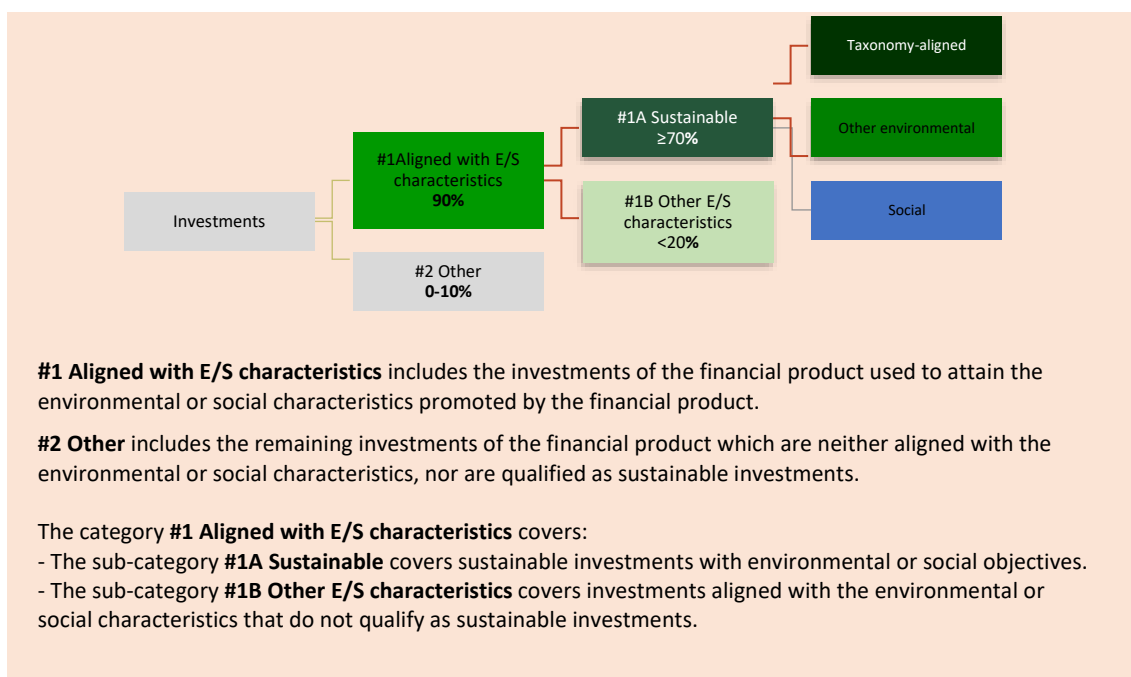 Taxonomy-aligned
#1A Sustainable
≥70%
Other environmental
#1Aligned with E/S
characteristics
90%
#1B Other E/S
characteristics
<20%
Social
Investments
#2 Other
0-10%
#1 Aligned with E/S characteristics includes the investments of the financial product used to attain the
environmental or social characteristics promoted by the financial product.
#2 Other includes the remaining investments of the financial product which are neither aligned with the
environmental or social characteristics, nor are qualified as sustainable investments.
The category #1 Aligned with E/S characteristics covers:
- The sub-category #1A Sustainable covers sustainable investments with environmental or social objectives.
- The sub-category #1B Other E/S characteristics covers investments aligned with the environmental or
social characteristics that do not qualify as sustainable investments.